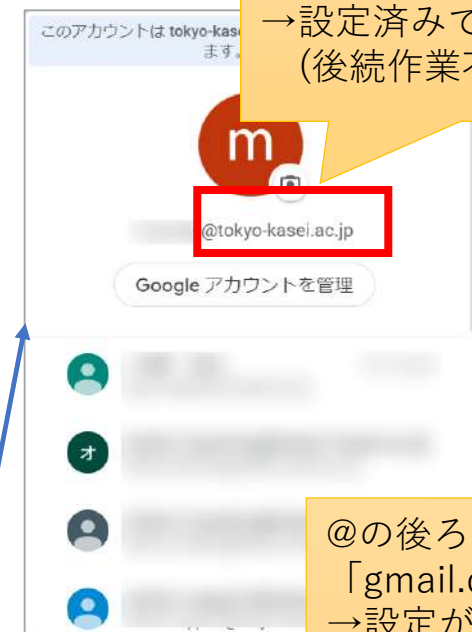 →設定済みで
(後続作業不
このアカウントは tokyo-kase
ます。
m
@tokyo-kasei.ac.jp
Google アカウントを管理
オ
@の後ろ
「gmail.c
→設定が